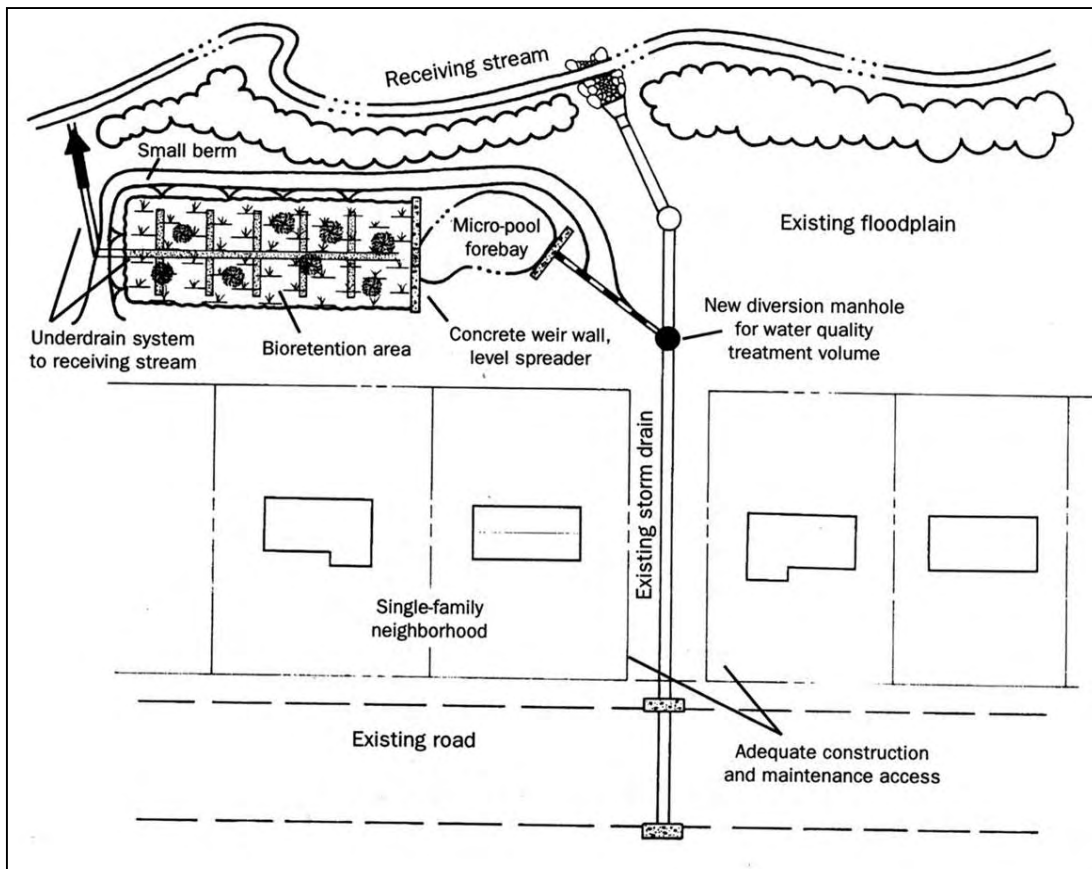 Receiving stream
Small berm
Micro-pool
forebay
Existing floodplain
Underdrain system
to receiving stream
Bioretention area
Concrete weir wall,
level spreader
New diversion manhole
for water quality
treatment volume
Existing storm drain
Single-family
neighborhood
Existing road
Adequate construction
and maintenance access